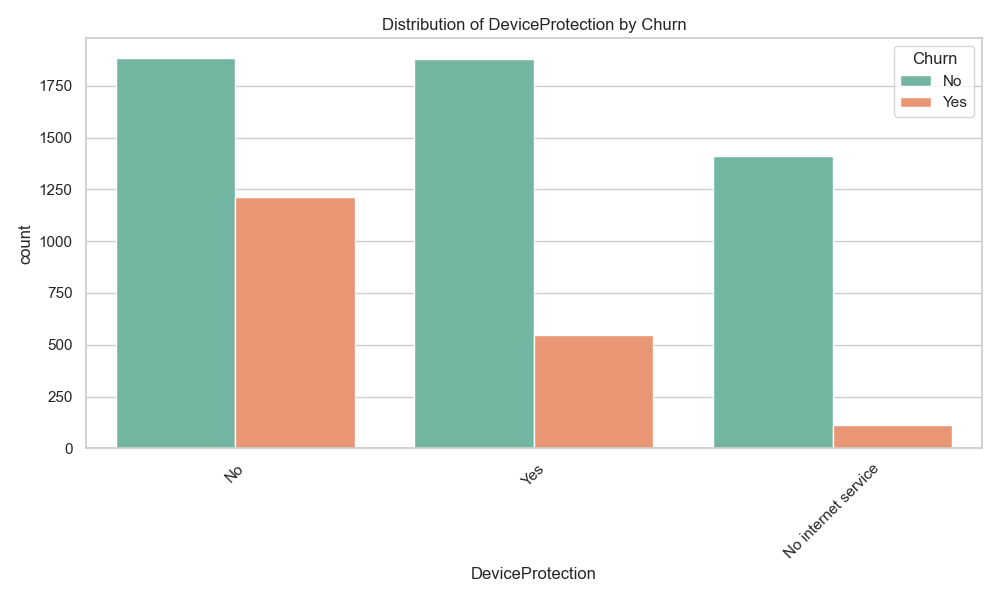 Distribution of DeviceProtection by Churn
Churn
No
Yes
count
1750
1500
1250
1000
750
500
250
0
No
Yes
No internet service
DeviceProtection